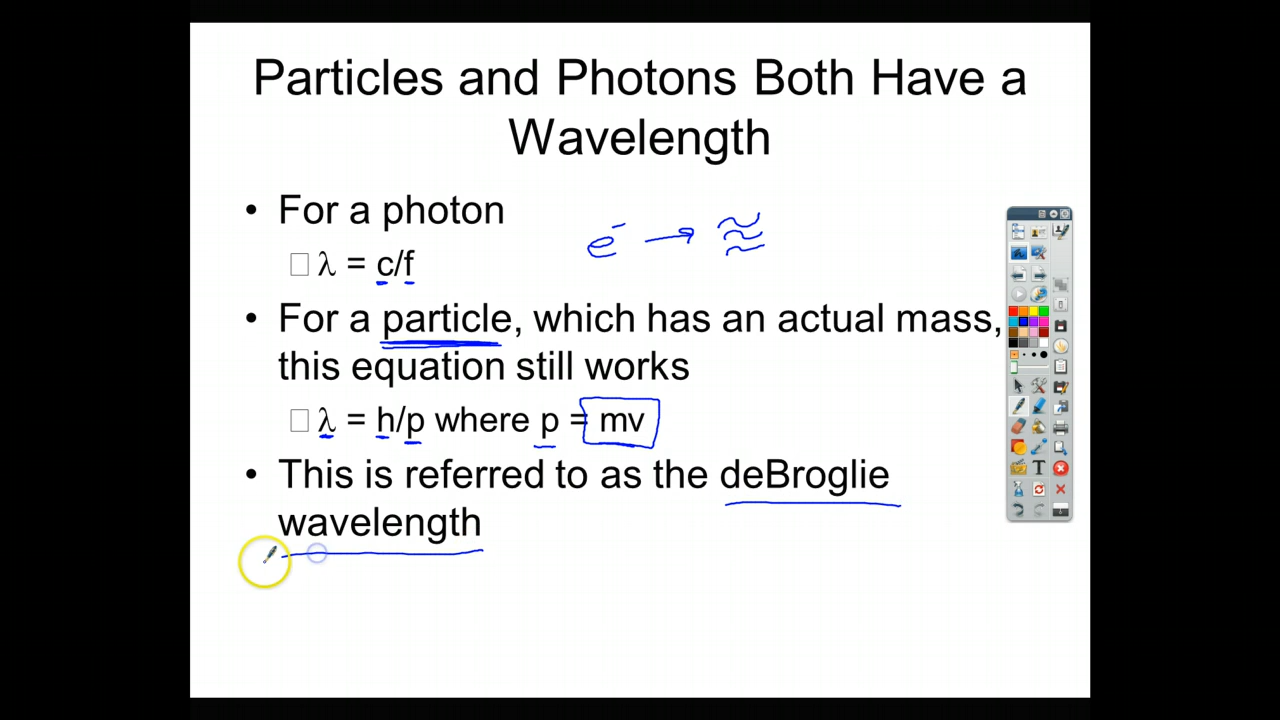 Particles and Photons Both Have a
Wavelength
• For a photon
□ λ = c/f
e⁻ →
• For a particle, which has an actual mass,
this equation still works
□ λ = h/p where p = mv
• This is referred to as the deBroglie
wavelength
T